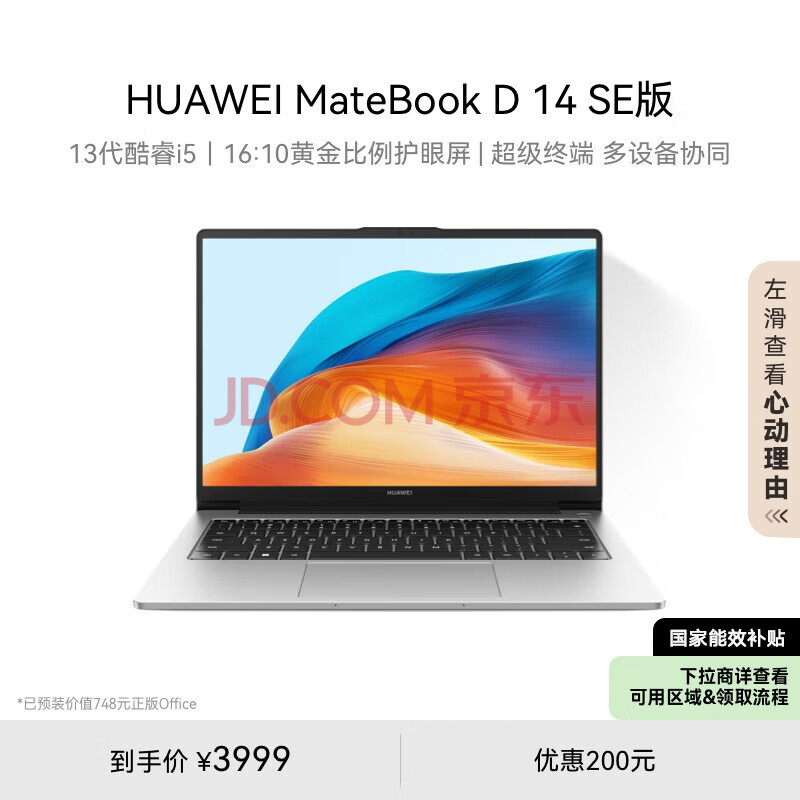 HUAWEI MateBook D 14 SE版
13代酷睿i5 | 16:10黄金比例护眼屏 | 超级终端 多设备协同
JD.COM 京东
HUAWEI
左滑查看心动理由
国家能效补贴
下拉商详查看
可用区域&领取流程
*已预装价值748元正版Office
到手价 ¥3999
优惠200元